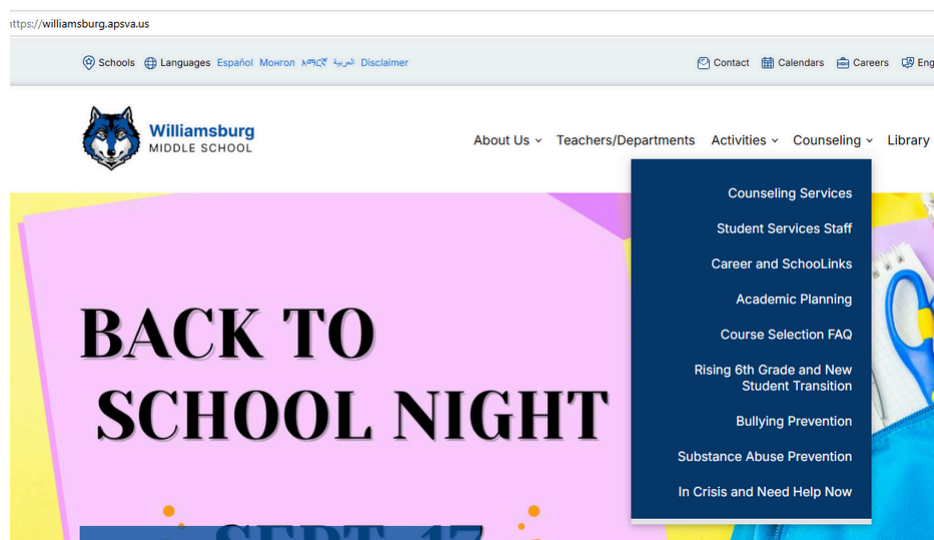 https://williamsburg.apsva.us
Schools Languages Español Монгол አማርኛ العربية Disclaimer Contact Calendars Careers
Williamsburg
MIDDLE SCHOOL
About Us Teachers/Departments Activities Counseling Library
Counseling Services
Student Services Staff
Career and SchooLinks
Academic Planning
Course Selection FAQ
Rising 6th Grade and New
Student Transition
Bullying Prevention
Substance Abuse Prevention
In Crisis and Need Help Now
BACK TO
SCHOOL NIGHT
SEPT. 17